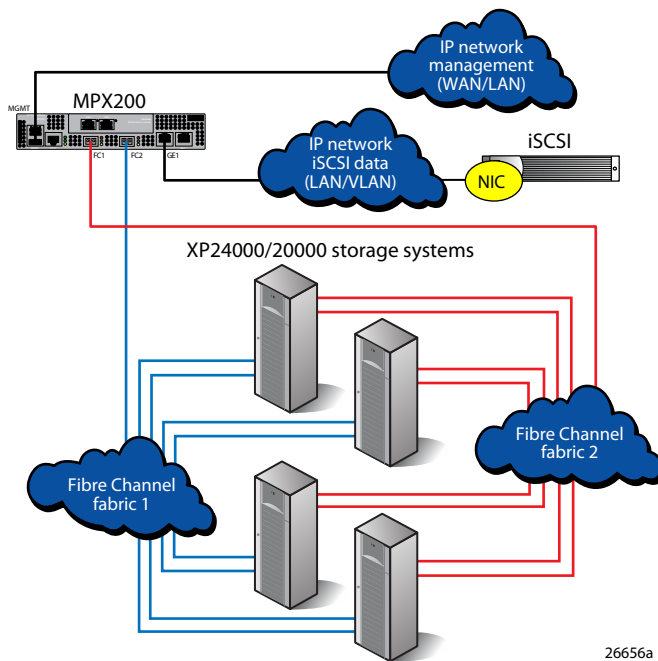 IP network
management
(WAN/LAN)
MGMT
MPX200
FC1
FC2
GE1
IP network
iSCSI data
(LAN/VLAN)
iSCSI
NIC
XP24000/20000 storage systems
Fibre Channel
fabric 1
Fibre Channel
fabric 2
26656a